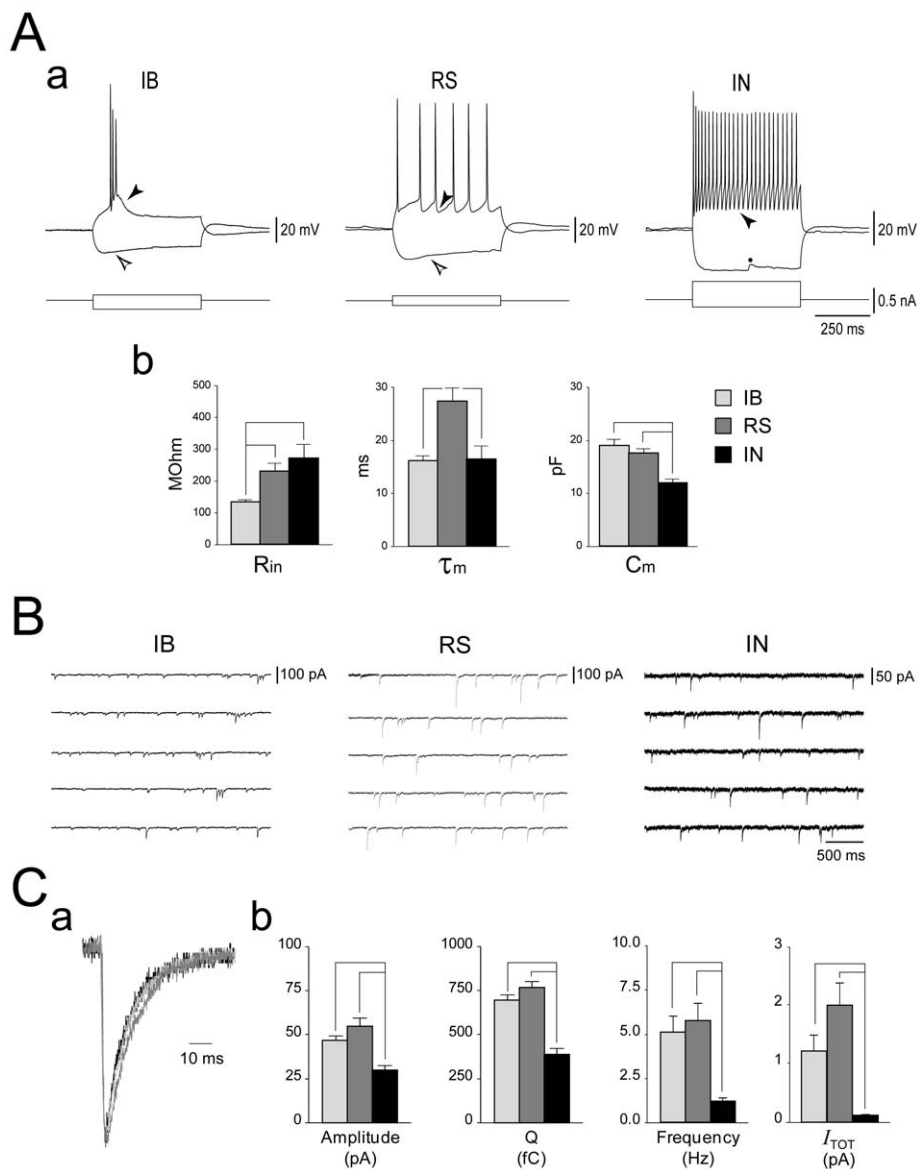 A
a
IB RS IN
20 mV 20 mV 20 mV
0.5 nA
250 ms
b
500 30 30
400
300 20 20
200
100 10 10
0 0 0
MOhm ms pF
Rin τm Cm
IB
RS
IN
B
IB RS IN
100 pA 100 pA 50 pA
500 ms
C
a b
10 ms
100 1000 10.0 3
75 750 7.5
2
50 500 5.0
1
25 250 2.5
0 0 0.0 0
Amplitude Q Frequency ITOT
(pA) (fC) (Hz) (pA)